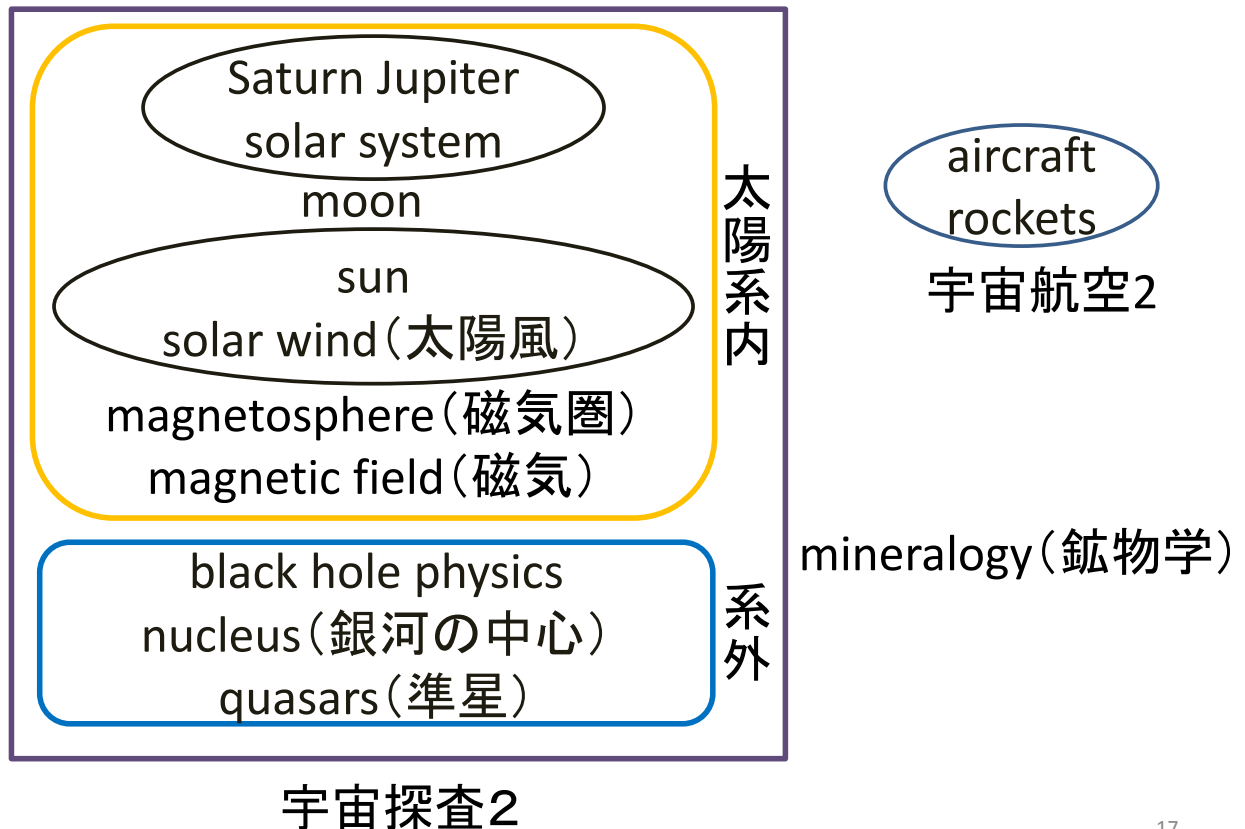 Saturn Jupiter
solar system
moon
sun
solar wind（太陽風）
magnetosphere（磁気圏）
magnetic field（磁気）
太陽系内
black hole physics
nucleus（銀河の中心）
quasars（準星）
系外
宇宙探査２
aircraft
rockets
宇宙航空2
mineralogy（鉱物学）
17